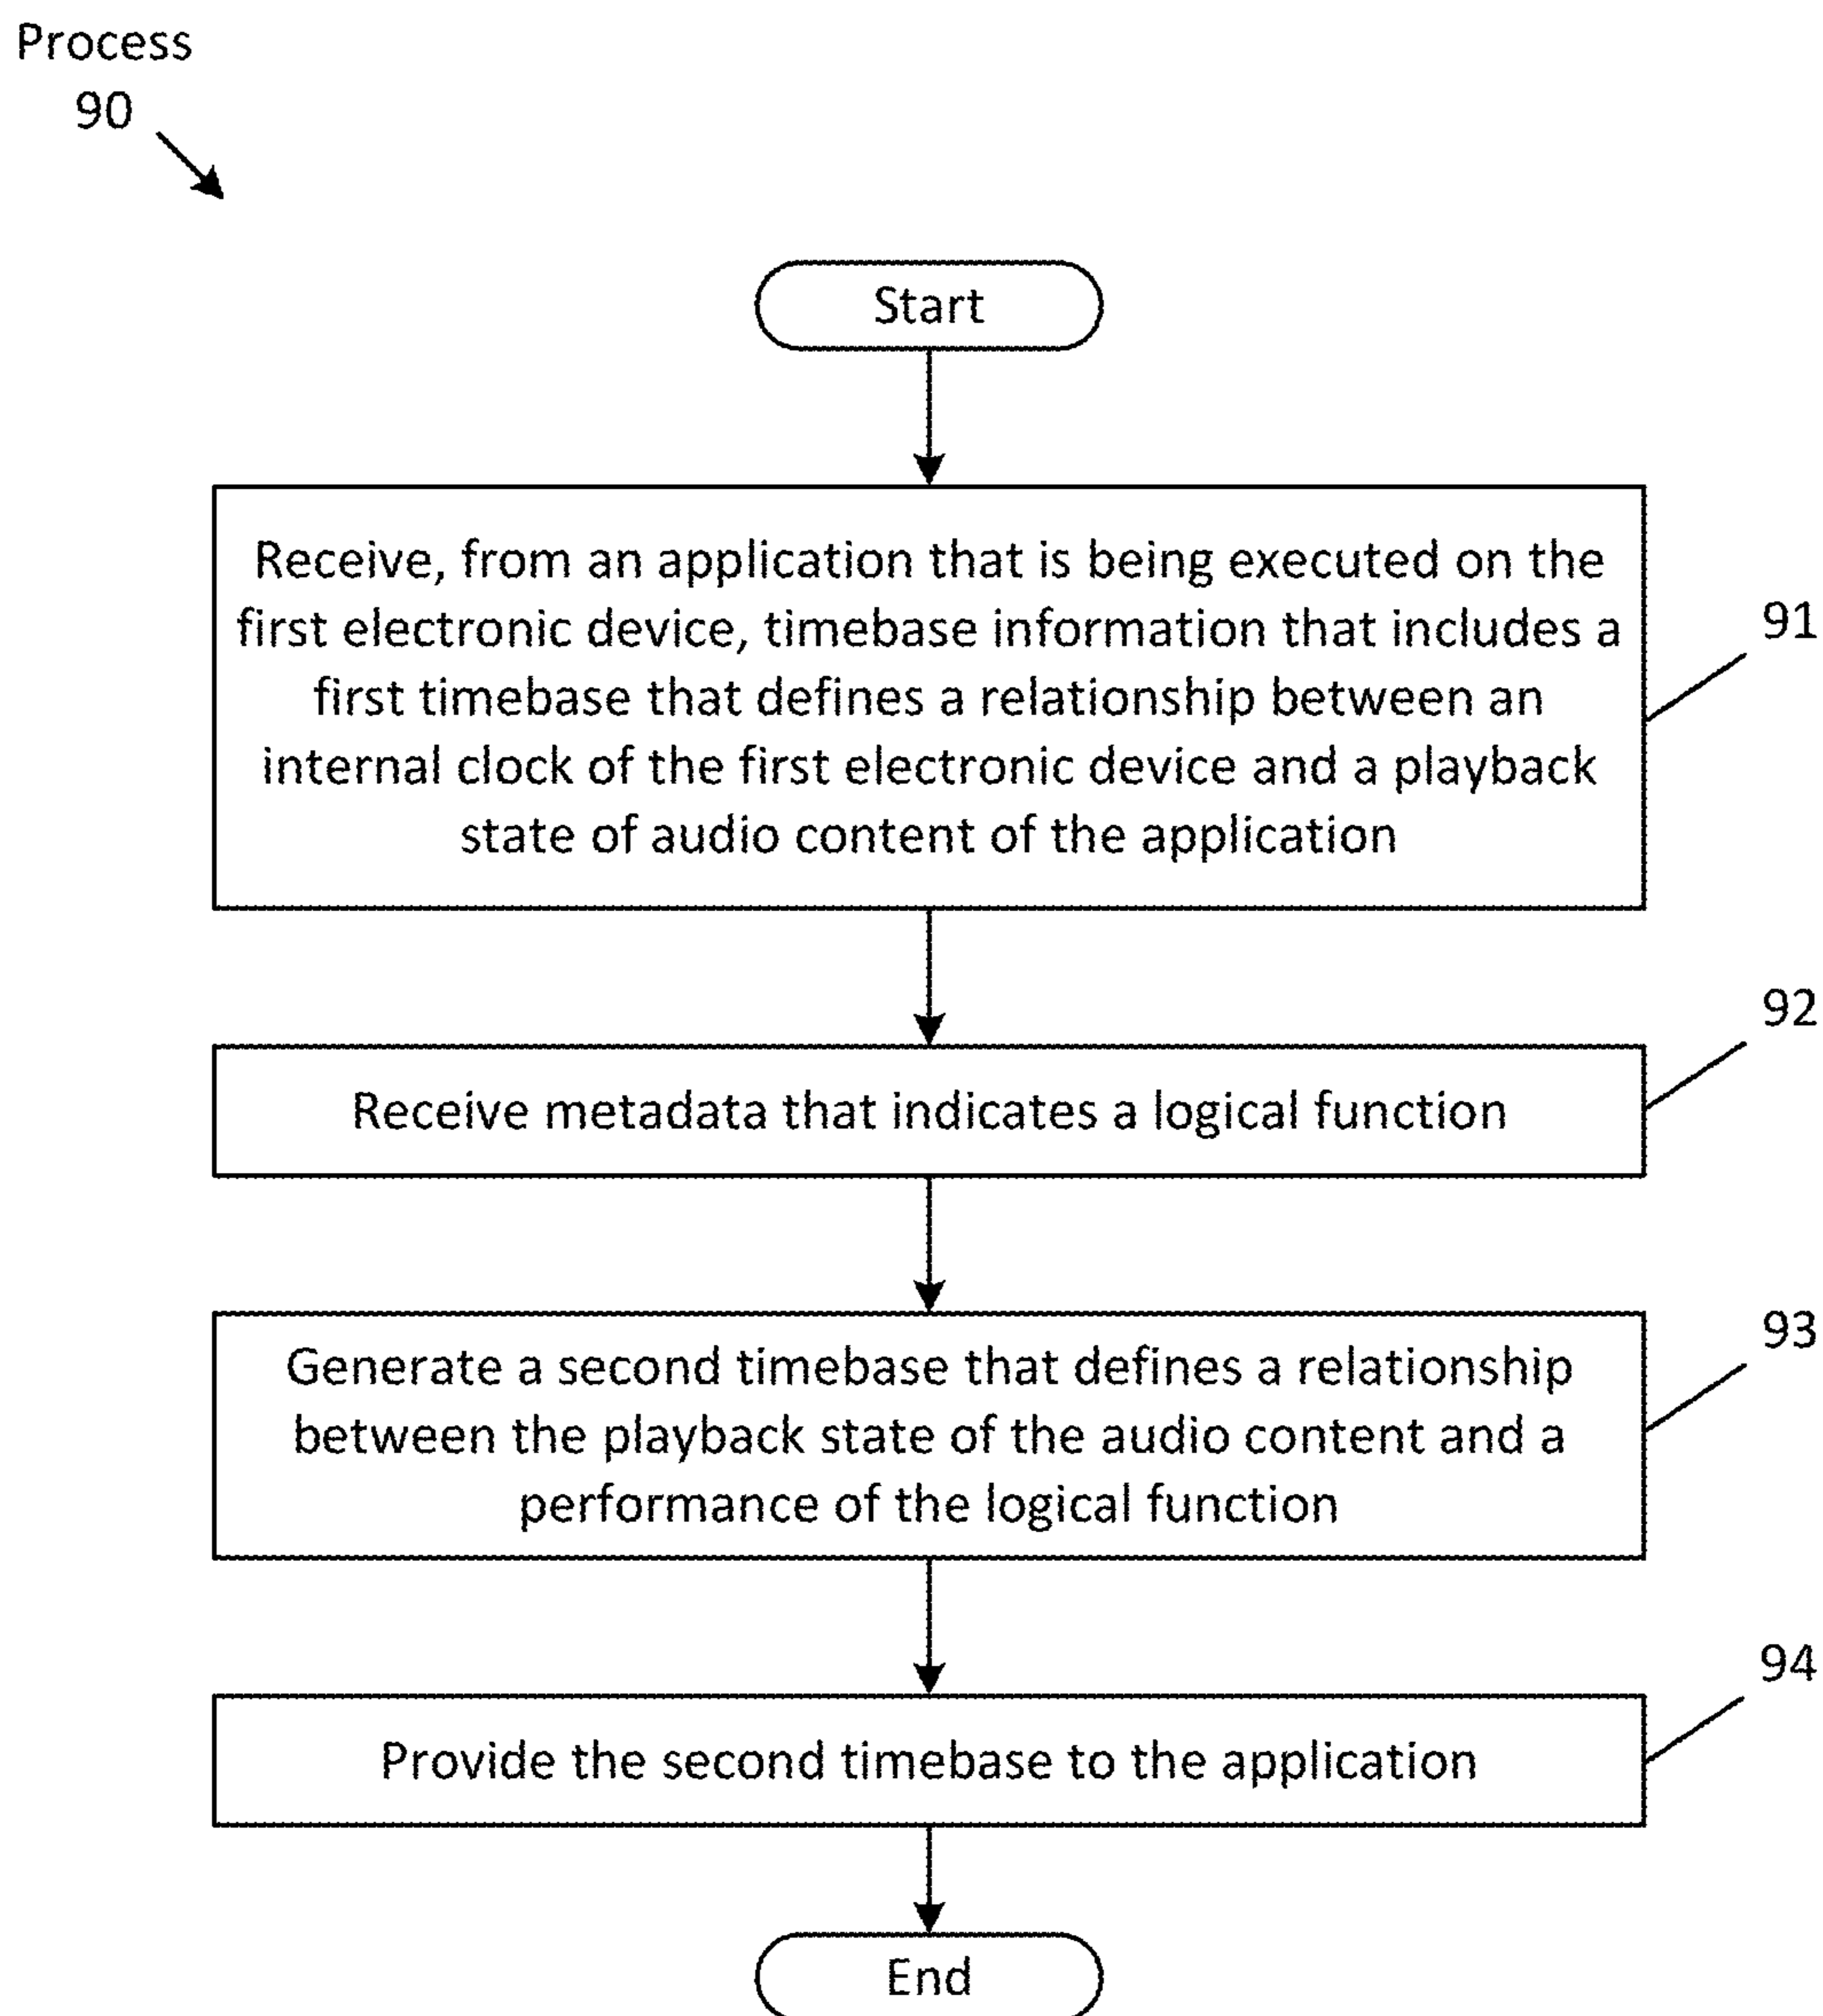 Process
90
Start
Receive, from an application that is being executed on the
first electronic device, timebase information that includes a
first timebase that defines a relationship between an
internal clock of the first electronic device and a playback
state of audio content of the application
91
92
Receive metadata that indicates a logical function
93
Generate a second timebase that defines a relationship
between the playback state of the audio content and a
performance of the logical function
94
Provide the second timebase to the application
End